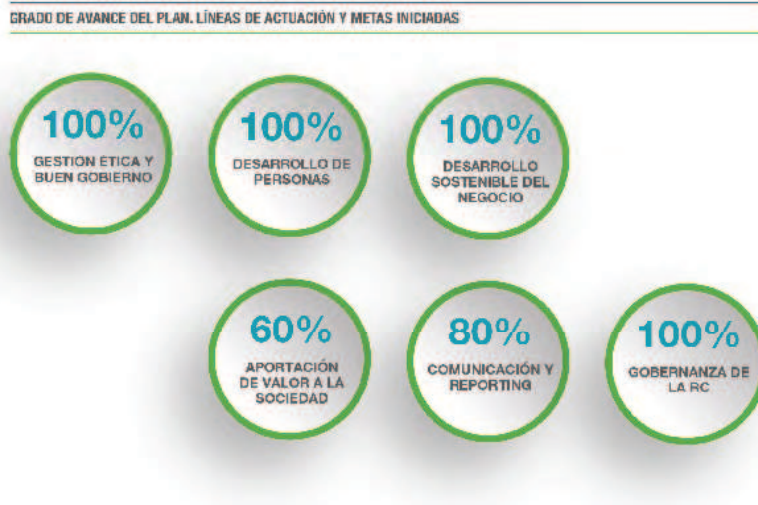 GRADO DE AVANCE DEL PLAN. LÍNEAS DE ACTUACIÓN Y METAS INICIADAS
100%
GESTION ÉTICA Y
BUEN GOBIERNO
100%
DESARROLLO DE
PERSONAS
100%
DESARROLLO
SOSTENIBLE DEL
NEGOCIO
60%
APORTACIÓN
DE VALOR A LA
SOCIEDAD
80%
COMUNICACIÓN Y
REPORTING
100%
GOBERNANZA DE
LA RC